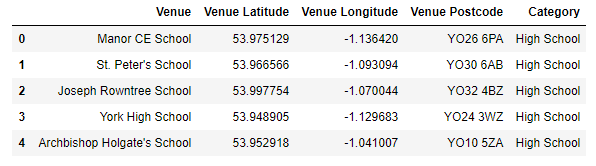 Venue Venue Latitude Venue Longitude Venue Postcode Category
0 Manor CE School 53.975129 -1.136420 YO26 6PA High School
1 St. Peter's School 53.966566 -1.093094 YO30 6AB High School
2 Joseph Rowntree School 53.997754 -1.070044 YO32 4BZ High School
3 York High School 53.948905 -1.129683 YO24 3WZ High School
4 Archbishop Holgate's School 53.952918 -1.041007 YO10 5ZA High School